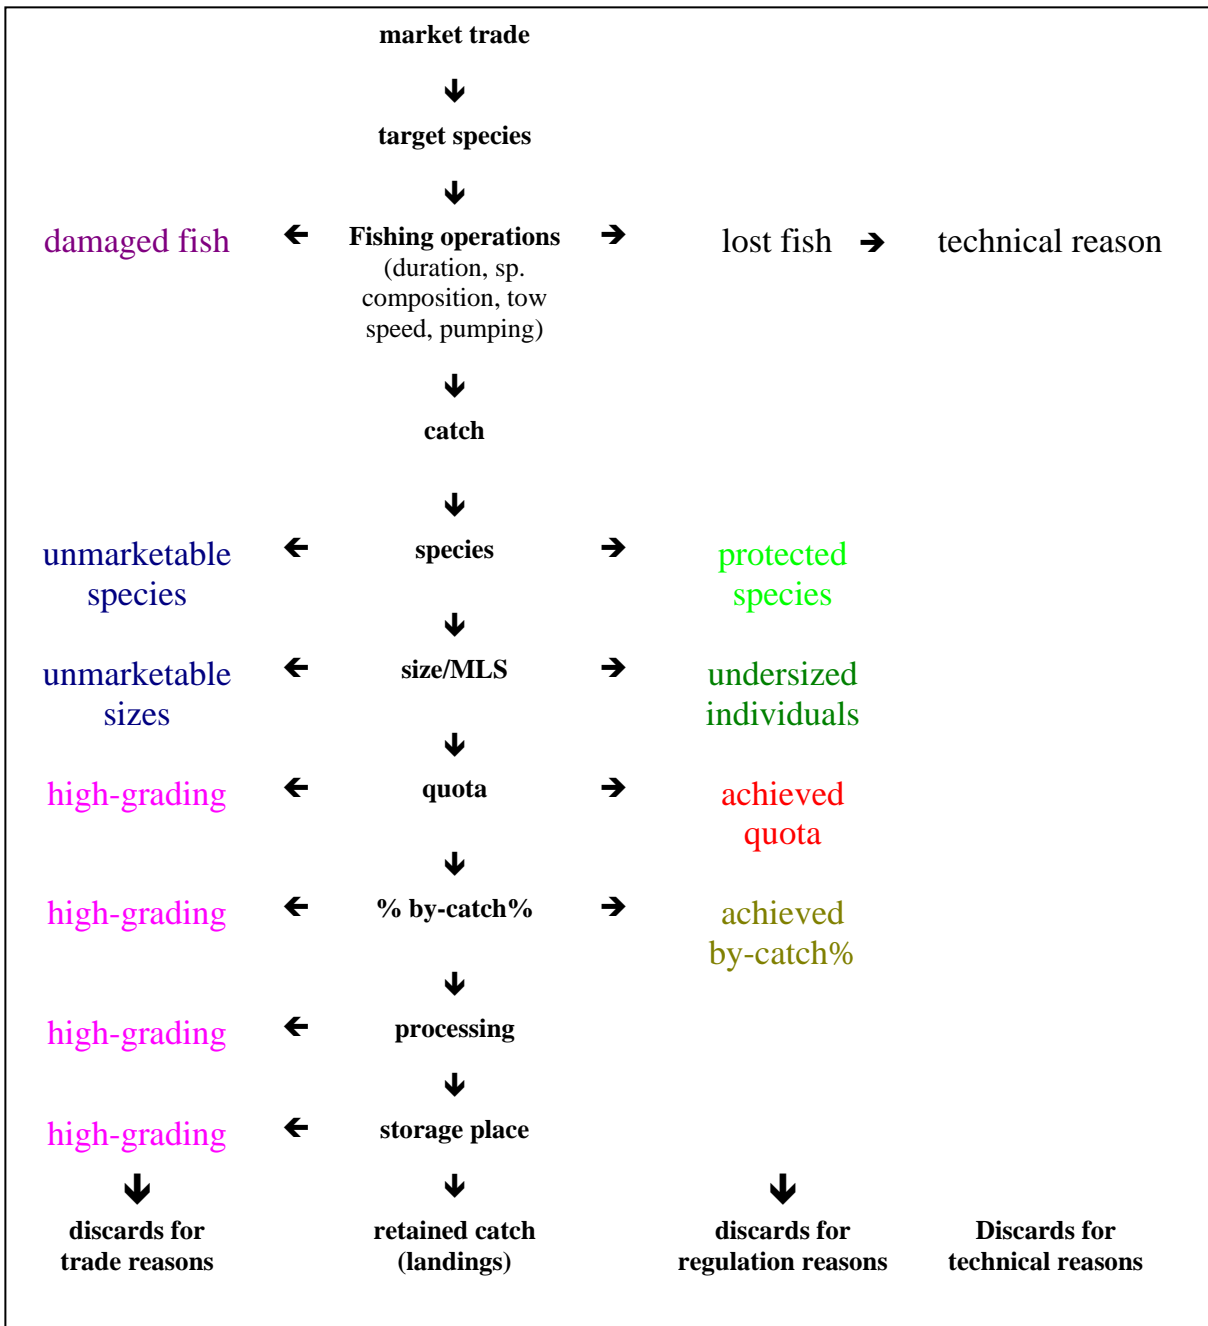 market trade
target species
damaged fish
Fishing operations
(duration, sp.
composition, tow
speed, pumping)
lost fish
technical reason
catch
unmarketable
species
species
protected
species
unmarketable
sizes
size/MLS
undersized
individuals
high-grading
quota
achieved
quota
high-grading
% by-catch%
achieved
by-catch%
high-grading
processing
high-grading
storage place
discards for
trade reasons
retained catch
(landings)
discards for
regulation reasons
Discards for
technical reasons